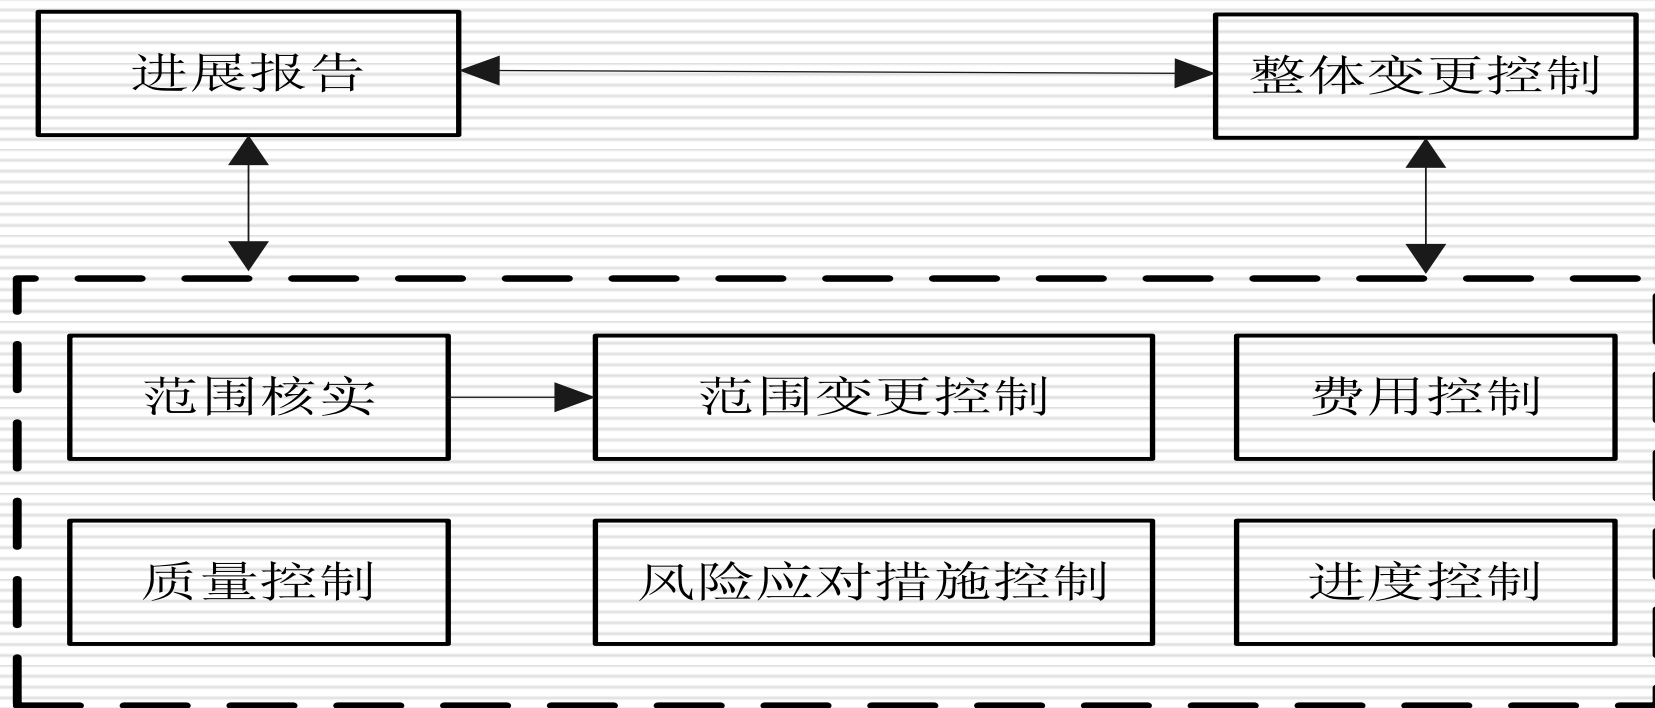 进展报告
整体变更控制
范围核实
范围变更控制
费用控制
质量控制
风险应对措施控制
进度控制